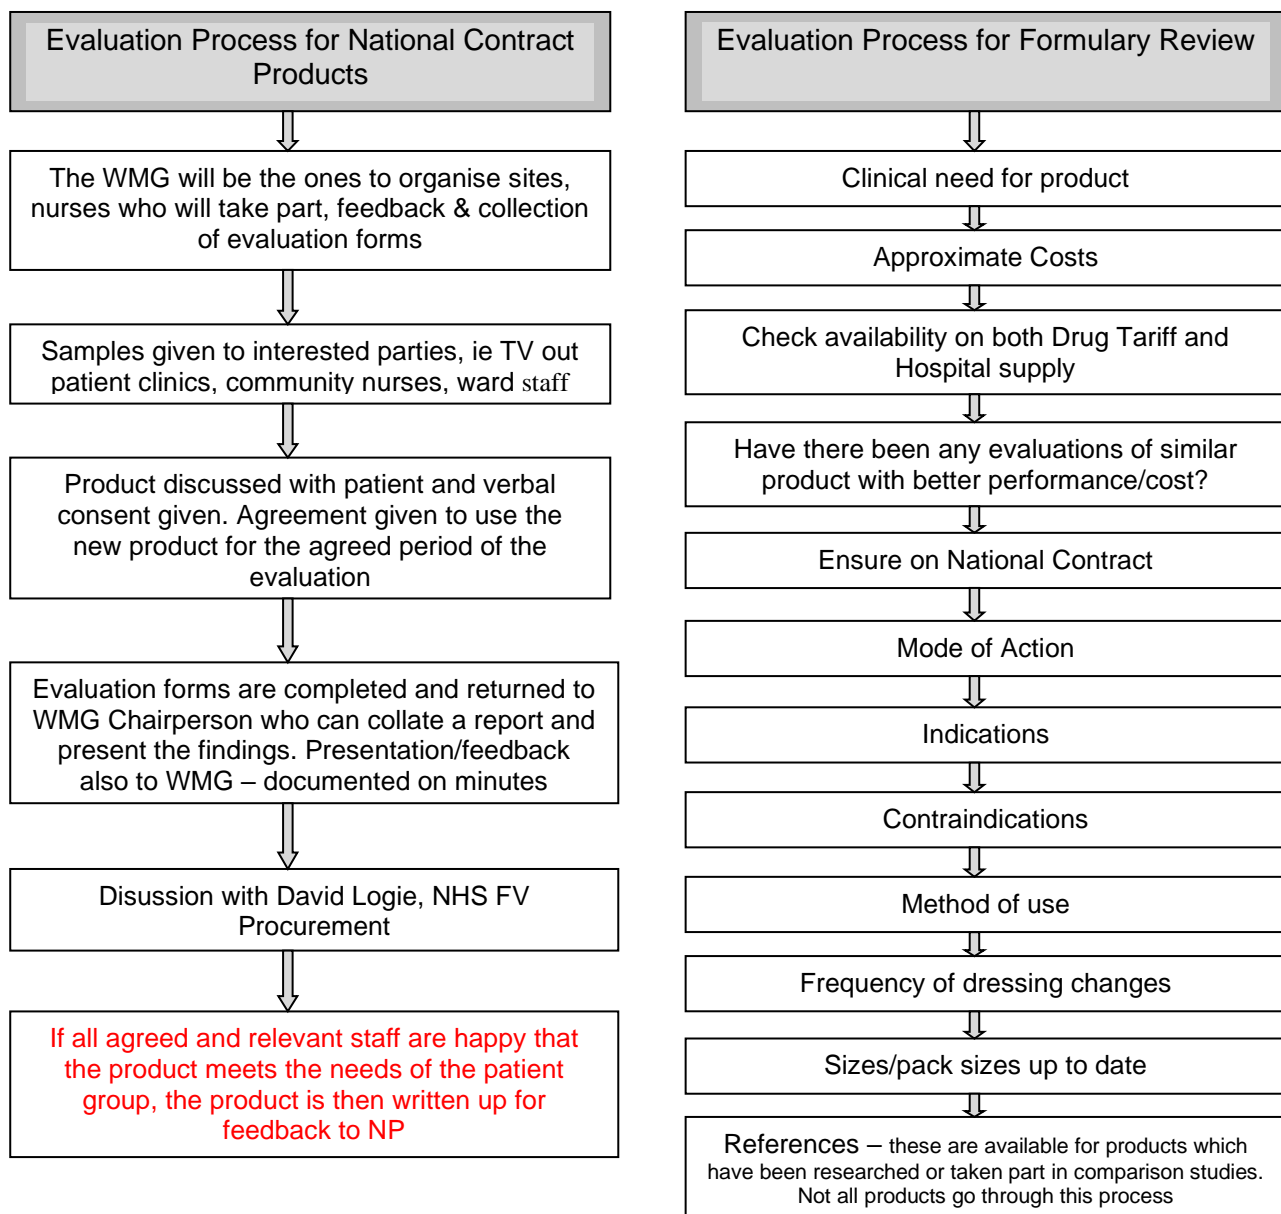 Evaluation Process for National Contract
Products
The WMG will be the ones to organise sites,
nurses who will take part, feedback & collection
of evaluation forms
Samples given to interested parties, ie TV out
patient clinics, community nurses, ward staff
Product discussed with patient and verbal
consent given. Agreement given to use the
new product for the agreed period of the
evaluation
Evaluation forms are completed and returned to
WMG Chairperson who can collate a report and
present the findings. Presentation/feedback
also to WMG – documented on minutes
Disussion with David Logie, NHS FV
Procurement
If all agreed and relevant staff are happy that
the product meets the needs of the patient
group, the product is then written up for
feedback to NP
Evaluation Process for Formulary Review
Clinical need for product
Approximate Costs
Check availability on both Drug Tariff and
Hospital supply
Have there been any evaluations of similar
product with better performance/cost?
Ensure on National Contract
Mode of Action
Indications
Contraindications
Method of use
Frequency of dressing changes
Sizes/pack sizes up to date
References – these are available for products which
have been researched or taken part in comparison studies.
Not all products go through this process